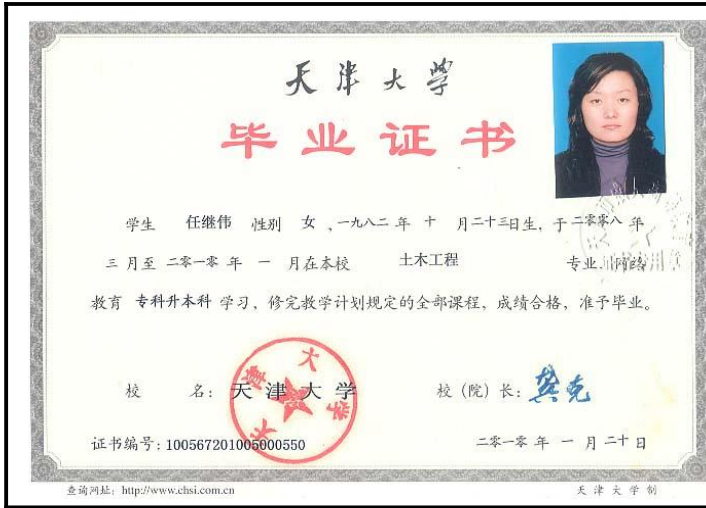 天津大学
毕业证书
学生 任继伟 性别 女 、一九八二 年 十 月二十三日生, 于二零零八 年
三 月至 二零一零 年 一 月在本校 土木工程 专业 网络
教育 专科升本科 学习、修完教学计划规定的全部课程、成绩合格、准予毕业。
校 名: 天津大学 校(院)长: 龚克
天津大学
证书编号: 100567201005000550 二零一零 年 一 月 二十 日
查询网址: http://www.chsi.com.cn 天津大学制